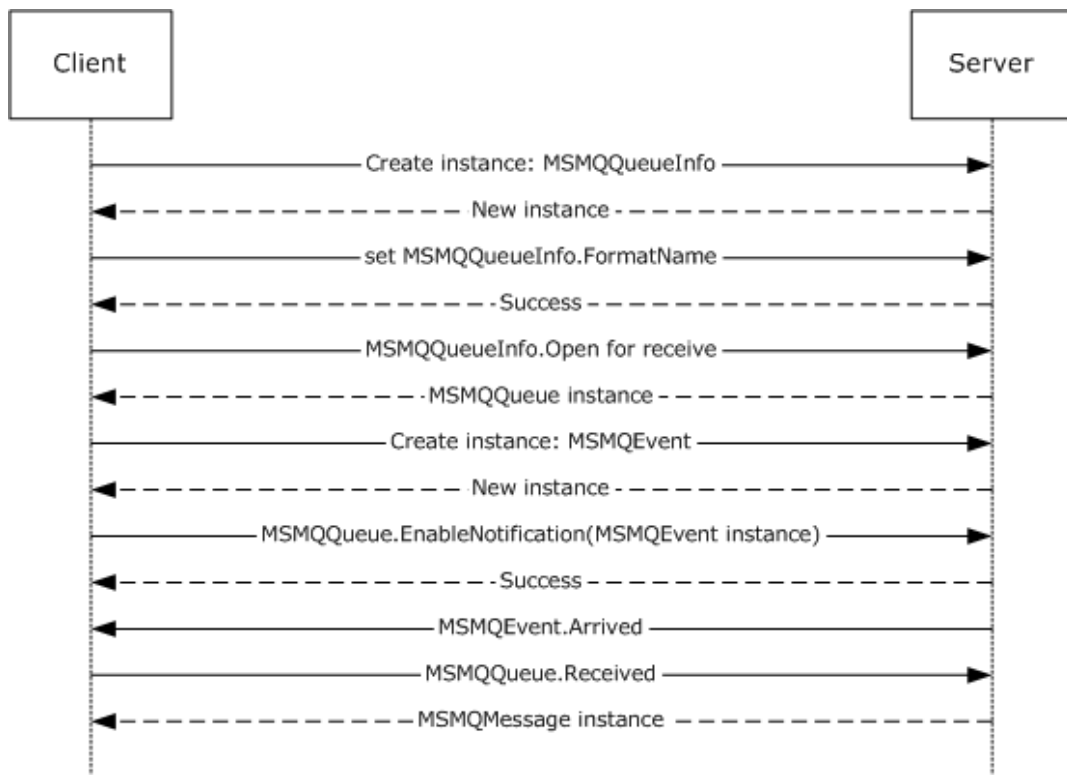 Client
Server
Create instance: MSMQQueueInfo
New instance
set MSMQQueueInfo.FormatName
Success
MSMQQueueInfo.Open for receive
MSMQQueue instance
Create instance: MSMQEvent
New instance
MSMQQueue.EnableNotification(MSMQEvent instance)
Success
MSMQEvent.Arrived
MSMQQueue.Received
MSMQMessage instance